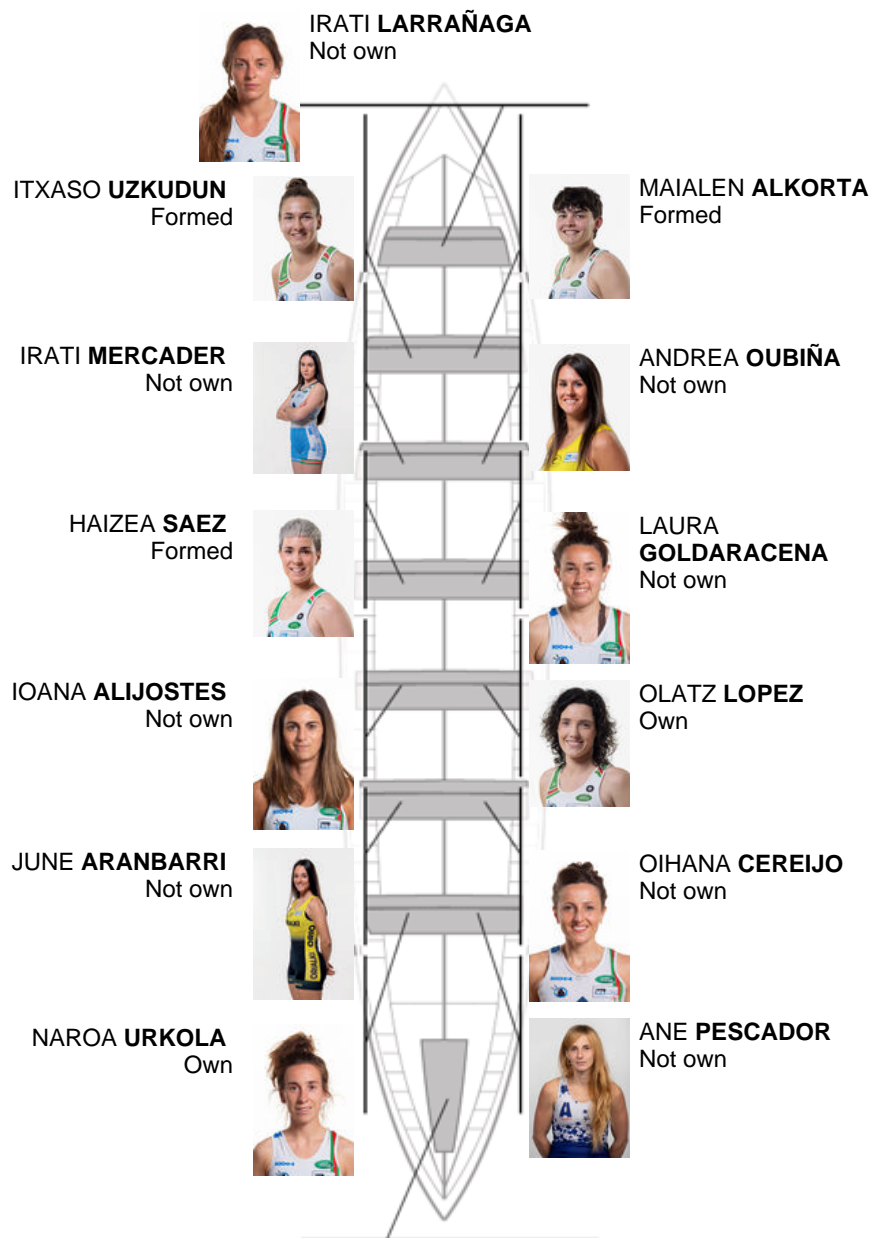 IRATI LARRAÑAGA
Not own
ITXASO UZKUDUN
Formed
MAIALEN ALKORTA
Formed
IRATI MERCADER
Not own
ANDREA OUBIÑA
Not own
HAIZEA SAEZ
Formed
LAURA
GOLDARACENA
Not own
IOANA ALIJOSTES
Not own
OLATZ LOPEZ
Own
JUNE ARANBARRI
Not own
OIHANA CEREIJO
Not own
NAROA URKOLA
Own
ANE PESCADOR
Not own
A